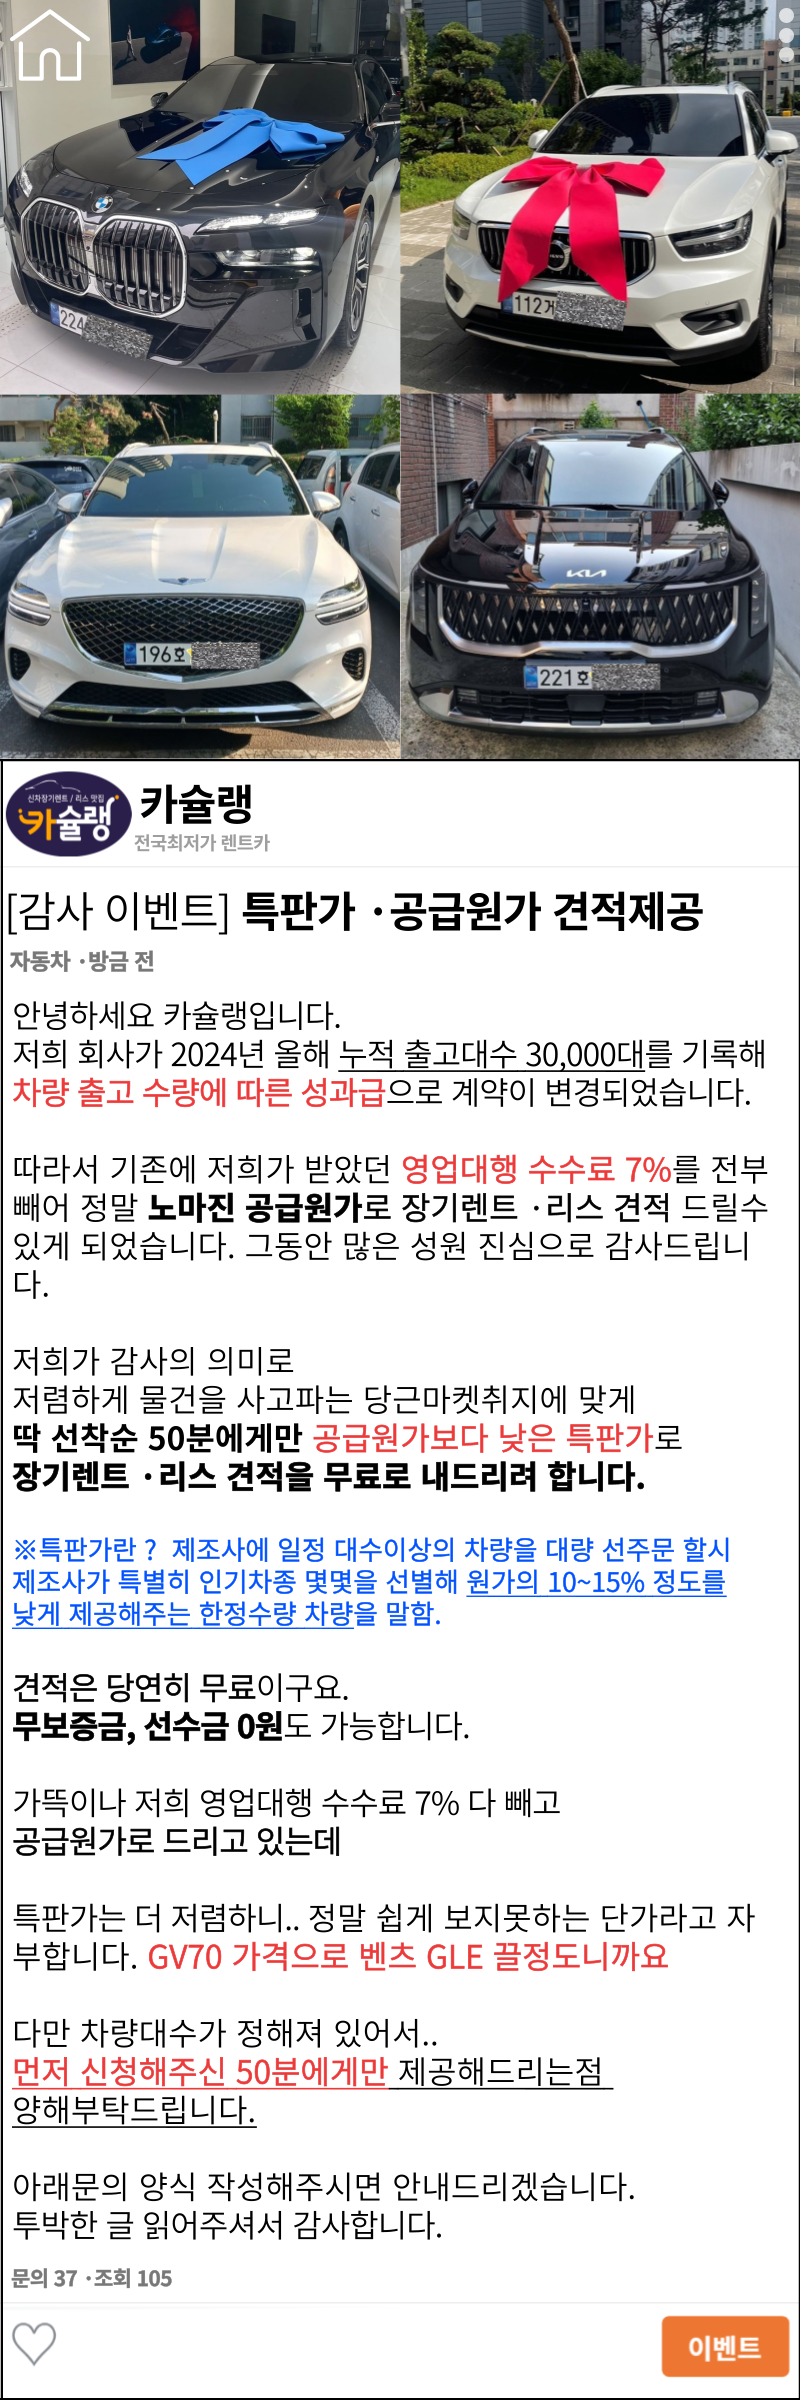 224
112거
196호
KIA
221호
신차장기렌트 / 리스 맛집
카슐랭
카슐랭
전국최저가 렌트카
[감사 이벤트] 특판가 ·공급원가 견적제공
자동차 ·방금 전
안녕하세요 카슐랭입니다.
저희 회사가 2024년 올해 누적 출고대수 30,000대를 기록해
차량 출고 수량에 따른 성과급으로 계약이 변경되었습니다.
따라서 기존에 저희가 받았던 영업대행 수수료 7%를 전부
빼어 정말 노마진 공급원가로 장기렌트 ·리스 견적 드릴수
있게 되었습니다. 그동안 많은 성원 진심으로 감사드립니
다.
저희가 감사의 의미로
저렴하게 물건을 사고파는 당근마켓취지에 맞게
딱 선착순 50분에게만 공급원가보다 낮은 특판가로
장기렌트 ·리스 견적을 무료로 내드리려 합니다.
※특판가란 ? 제조사에 일정 대수이상의 차량을 대량 선주문 할시
제조사가 특별히 인기차종 몇몇을 선별해 원가의 10~15% 정도를
낮게 제공해주는 한정수량 차량을 말함.
견적은 당연히 무료이구요.
무보증금, 선수금 0원도 가능합니다.
가뜩이나 저희 영업대행 수수료 7% 다 빼고
공급원가로 드리고 있는데
특판가는 더 저렴하니.. 정말 쉽게 보지못하는 단가라고 자
부합니다. GV70 가격으로 벤츠 GLE 끌정도니까요
다만 차량대수가 정해져 있어서..
먼저 신청해주신 50분에게만 제공해드리는점
양해부탁드립니다.
아래문의 양식 작성해주시면 안내드리겠습니다.
투박한 글 읽어주셔서 감사합니다.
문의 37 ·조회 105
이벤트